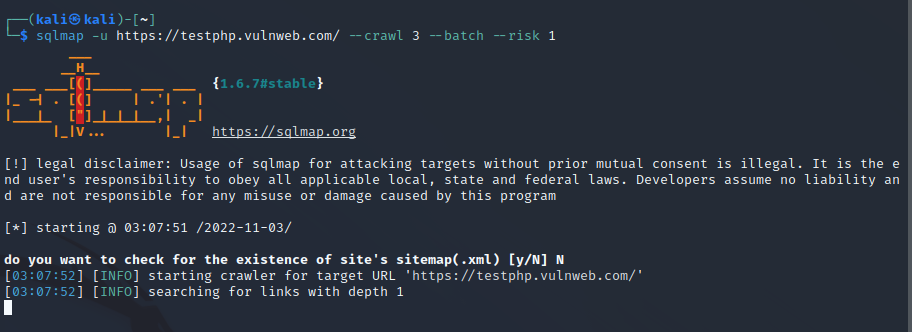 ┌──(kali㉿kali)-[~]
└─$ sqlmap -u https://testphp.vulnweb.com/ --crawl 3 --batch --risk 1
        ___
       __H__
 ___ ___[(]_____ ___ ___  {1.6.7#stable}
|_ -| . [(]     | .'| . |
|___|_  ["]_|_|_|__,|  _|
      |_|V...       |_|   https://sqlmap.org
[!] legal disclaimer: Usage of sqlmap for attacking targets without prior mutual consent is illegal. It is the e
nd user's responsibility to obey all applicable local, state and federal laws. Developers assume no liability an
d are not responsible for any misuse or damage caused by this program
[*] starting @ 03:07:51 /2022-11-03/
do you want to check for the existence of site's sitemap(.xml) [y/N] N
[03:07:52] [INFO] starting crawler for target URL 'https://testphp.vulnweb.com/'
[03:07:52] [INFO] searching for links with depth 1